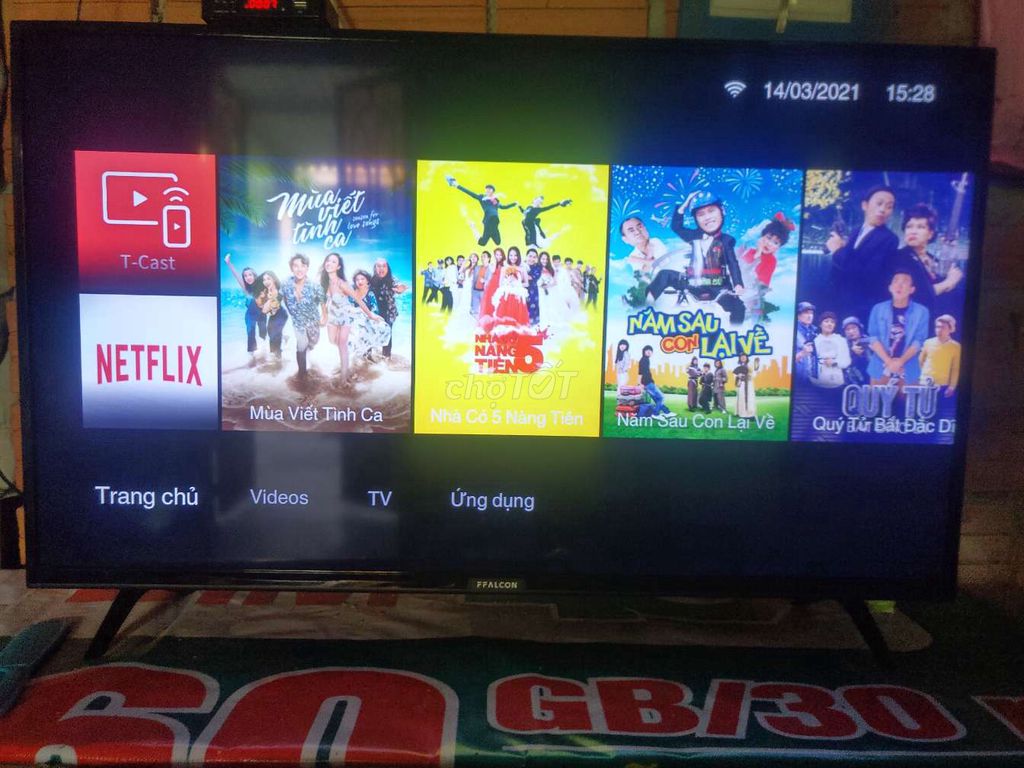 14/03/2021 15:28
T-Cast
NETFLIX
Mùa
viết
tình
ca
season for
love songs
Mùa Viết Tình Ca
NHÀ CÓ
NÀNG 5
TIÊN
Nhà Có 5 Nàng Tiên
NĂM SAU
CON LẠI VỀ
Năm Sau Con Lại Về
QUÝ TỬ
Quý Tử Bất Đắc Dĩ
chợTỐT
Trang chủ Videos TV Ứng dụng
FFALCON
60 GB/30